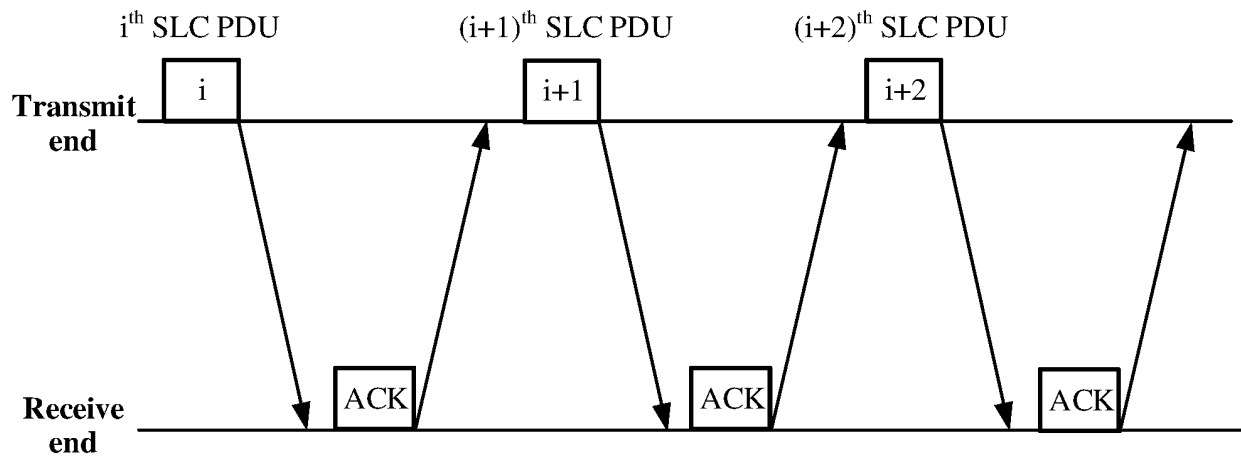 i^th SLC PDU
(i+1)^th SLC PDU
(i+2)^th SLC PDU
i
i+1
i+2
Transmit
end
ACK
ACK
ACK
Receive
end